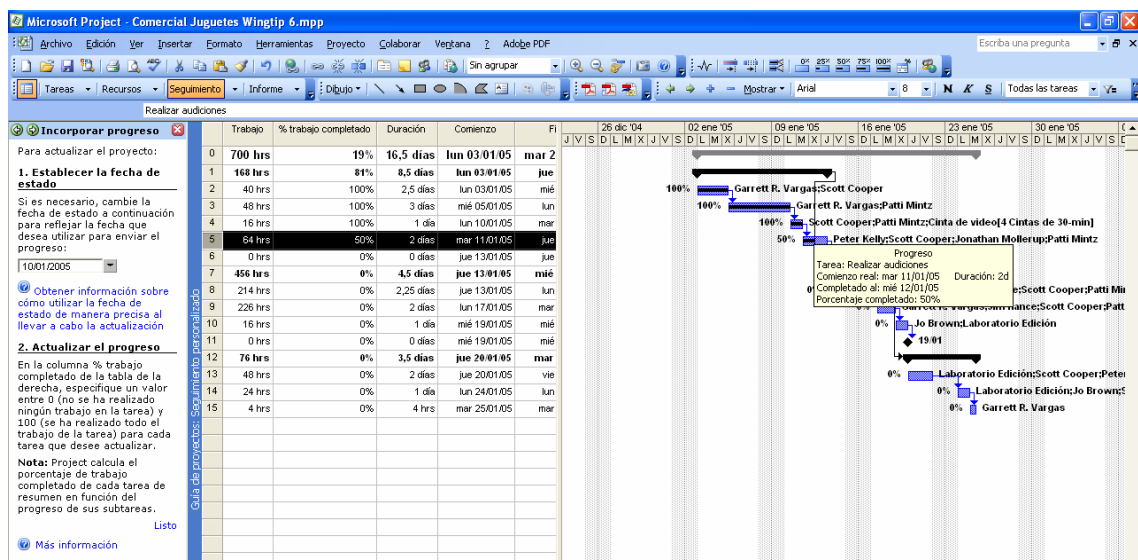 Microsoft Project - Comercial Juguetes Wingtip 6.mpp
Archivo Edición Ver Insertar Formato Herramientas Proyecto Colaborar Ventana ? Adobe PDF Escriba una pregunta
Sin agrupar 0% 25% 50% 75% 100%
Tareas Recursos Seguimiento Informe Dibujo Mostrar Arial 8 N K S Todas las tareas
Realizar audiciones
Incorporar progreso
Para actualizar el proyecto:
1. Establecer la fecha de
estado
Si es necesario, cambie la
fecha de estado a continuación
para reflejar la fecha que
desea utilizar para enviar el
progreso:
10/01/2005
Obtener información sobre
cómo utilizar la fecha de
estado de manera precisa al
llevar a cabo la actualización
2. Actualizar el progreso
En la columna % trabajo
completado de la tabla de la
derecha, especifique un valor
entre 0 (no se ha realizado
ningún trabajo en la tarea) y
100 (se ha realizado todo el
trabajo de la tarea) para cada
tarea que desee actualizar.
Nota: Project calcula el
porcentaje de trabajo
completado de cada tarea de
resumen en función del
progreso de sus subtareas.
Listo
Más información
Guía de proyectos: Seguimiento personalizado
Trabajo % trabajo completado Duración Comienzo Fi
0 700 hrs 19% 16,5 días lun 03/01/05 mar 2
1 168 hrs 81% 8,5 días lun 03/01/05 jue
2 40 hrs 100% 2,5 días lun 03/01/05 mié
3 48 hrs 100% 3 días mié 05/01/05 lun
4 16 hrs 100% 1 día lun 10/01/05 mar
5 64 hrs 50% 2 días mar 11/01/05 jue
6 0 hrs 0% 0 días jue 13/01/05 jue
7 456 hrs 0% 4,5 días jue 13/01/05 mié
8 214 hrs 0% 2,25 días jue 13/01/05 lun
9 226 hrs 0% 2 días lun 17/01/05 mar
10 16 hrs 0% 1 día mié 19/01/05 mié
11 0 hrs 0% 0 días mié 19/01/05 mié
12 76 hrs 0% 3,5 días jue 20/01/05 mar
13 48 hrs 0% 2 días jue 20/01/05 vie
14 24 hrs 0% 1 día lun 24/01/05 lun
15 4 hrs 0% 4 hrs mar 25/01/05 mar
26 dic '04 02 ene '05 09 ene '05 16 ene '05 23 ene '05 30 ene '05
J V S D L M X J V S D L M X J V S D L M X J V S D L M X J V S D L M X J V S D L M X J V S D
100% Garrett R. Vargas;Scott Cooper
100% Garrett R. Vargas;Patti Mintz
100% Scott Cooper;Patti Mintz;Cinta de video[4 Cintas de 30-min]
50% Peter Kelly;Scott Cooper;Jonathan Mollerup;Patti Mintz
Progreso
Tarea: Realizar audiciones
Comienzo real: mar 11/01/05 Duración: 2d
Completado al: mié 12/01/05
Porcentaje completado: 50%
;Scott Cooper;Patti Mi
Hance;Scott Cooper;Patt
0% Jo Brown;Laboratorio Edición
19/01
0% Laboratorio Edición;Scott Cooper;Peter
0% Laboratorio Edición;Jo Brown;S
0% Garrett R. Vargas